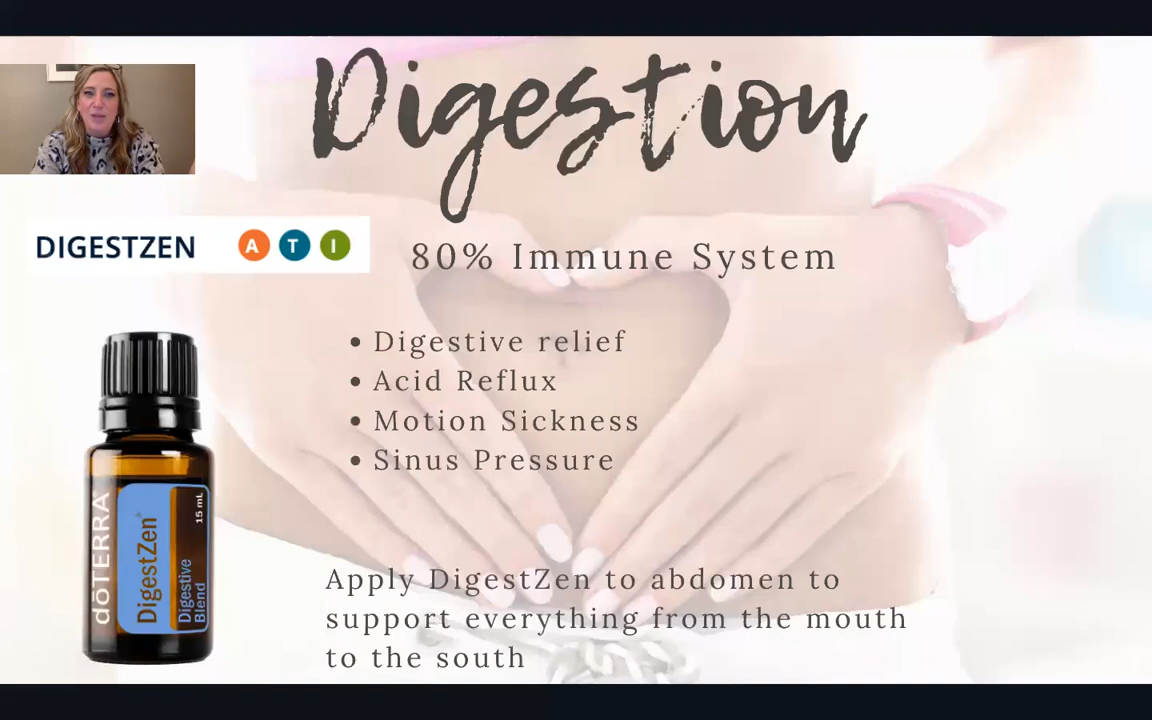 Digestion
DIGESTZEN A T I
80% Immune System
• Digestive relief
• Acid Reflux
• Motion Sickness
• Sinus Pressure
dōTERRA
DigestZen®
Digestive
Blend
15 mL
Apply DigestZen to abdomen to
support everything from the mouth
to the south